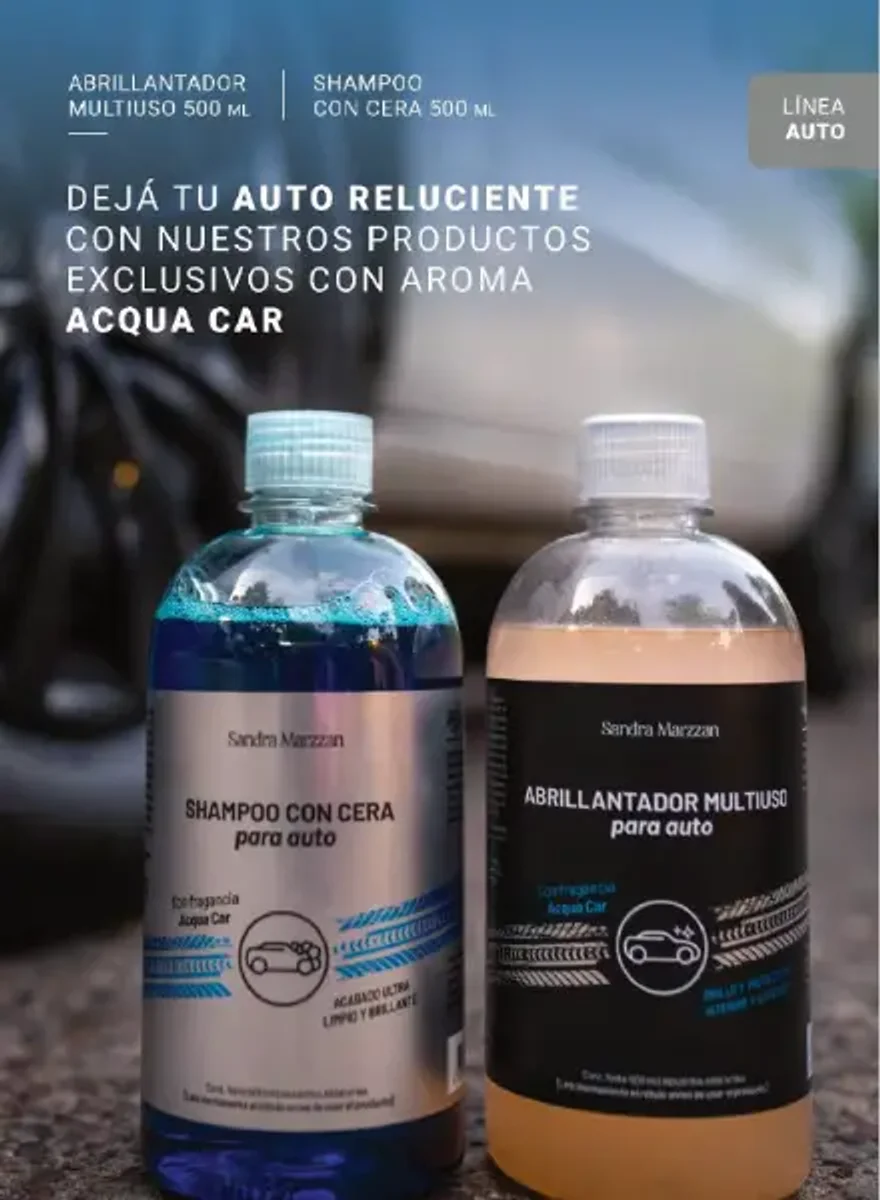 ABRILLANTADOR
MULTIUSO 500 ML
SHAMPOO
CON CERA 500 ML
LÍNEA
AUTO
DEJÁ TU AUTO RELUCIENTE
CON NUESTROS PRODUCTOS
EXCLUSIVOS CON AROMA
ACQUA CAR
Sandra Marzzan
SHAMPOO CON CERA
para auto
Con fragancia
Acqua Car
ACABADO ULTRA
LIMPIO Y BRILLANTE
Sandra Marzzan
ABRILLANTADOR MULTIUSO
para auto
Con fragancia
Acqua Car